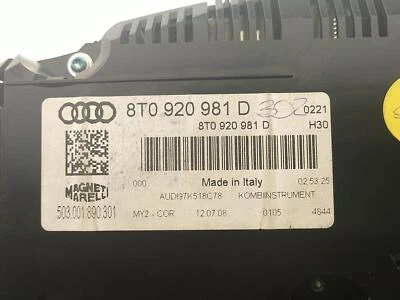 8T0 920 981 D 302 0221
8T0 920 981 D H30
000 Made in Italy 02:53:25
MAGNETI MARELLI
AUDI97K518C78 KOMBIINSTRUMENT
503.001.890.301
MY2 - COR 12.07.08 0105 4844